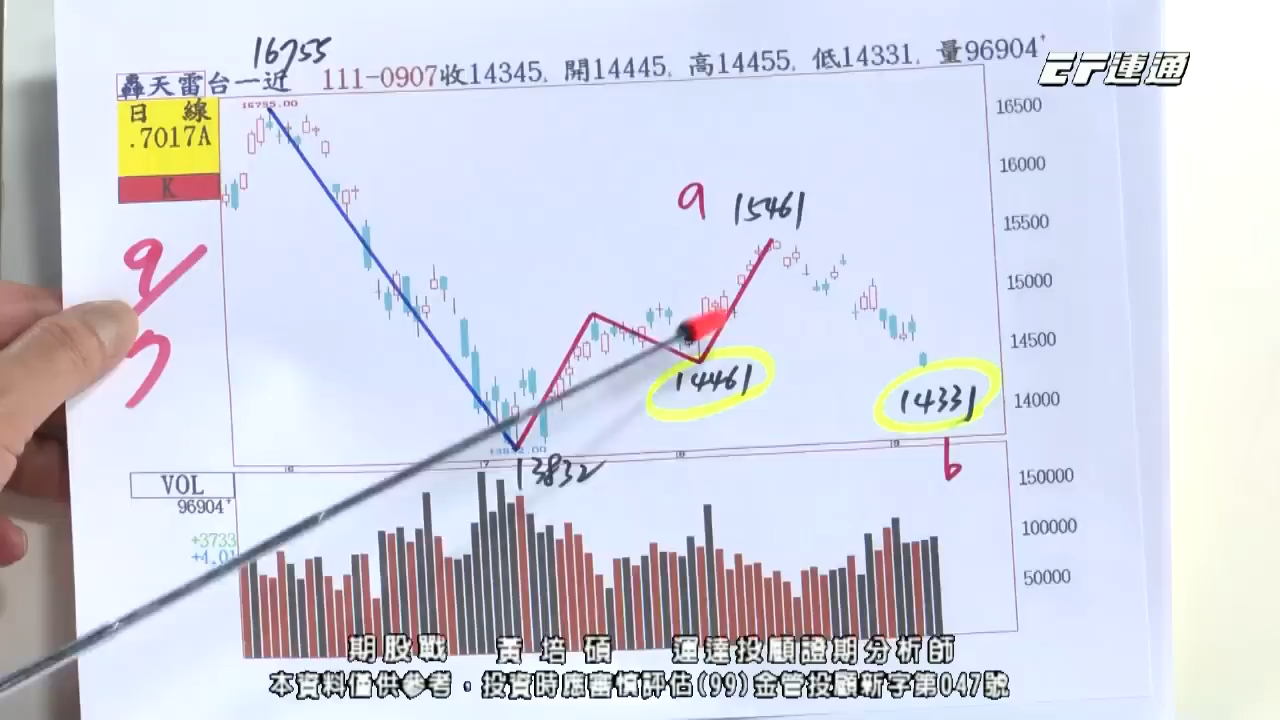 16755
轟天雷台一近 111-0907收14345, 開14445, 高14455, 低14331, 量96904
ET運通
日 線
.7017A
K
16755.00
16500
16000
15500
15000
14500
14000
9/7
a
15461
14461
14331
b
13832
6
7
8
9
VOL
96904
+3733
+4.01
150000
100000
50000
期股戰 黃培碩 運達投顧證期分析師
本資料僅供參考，投資時應審慎評估(99)金管投顧新字第047號